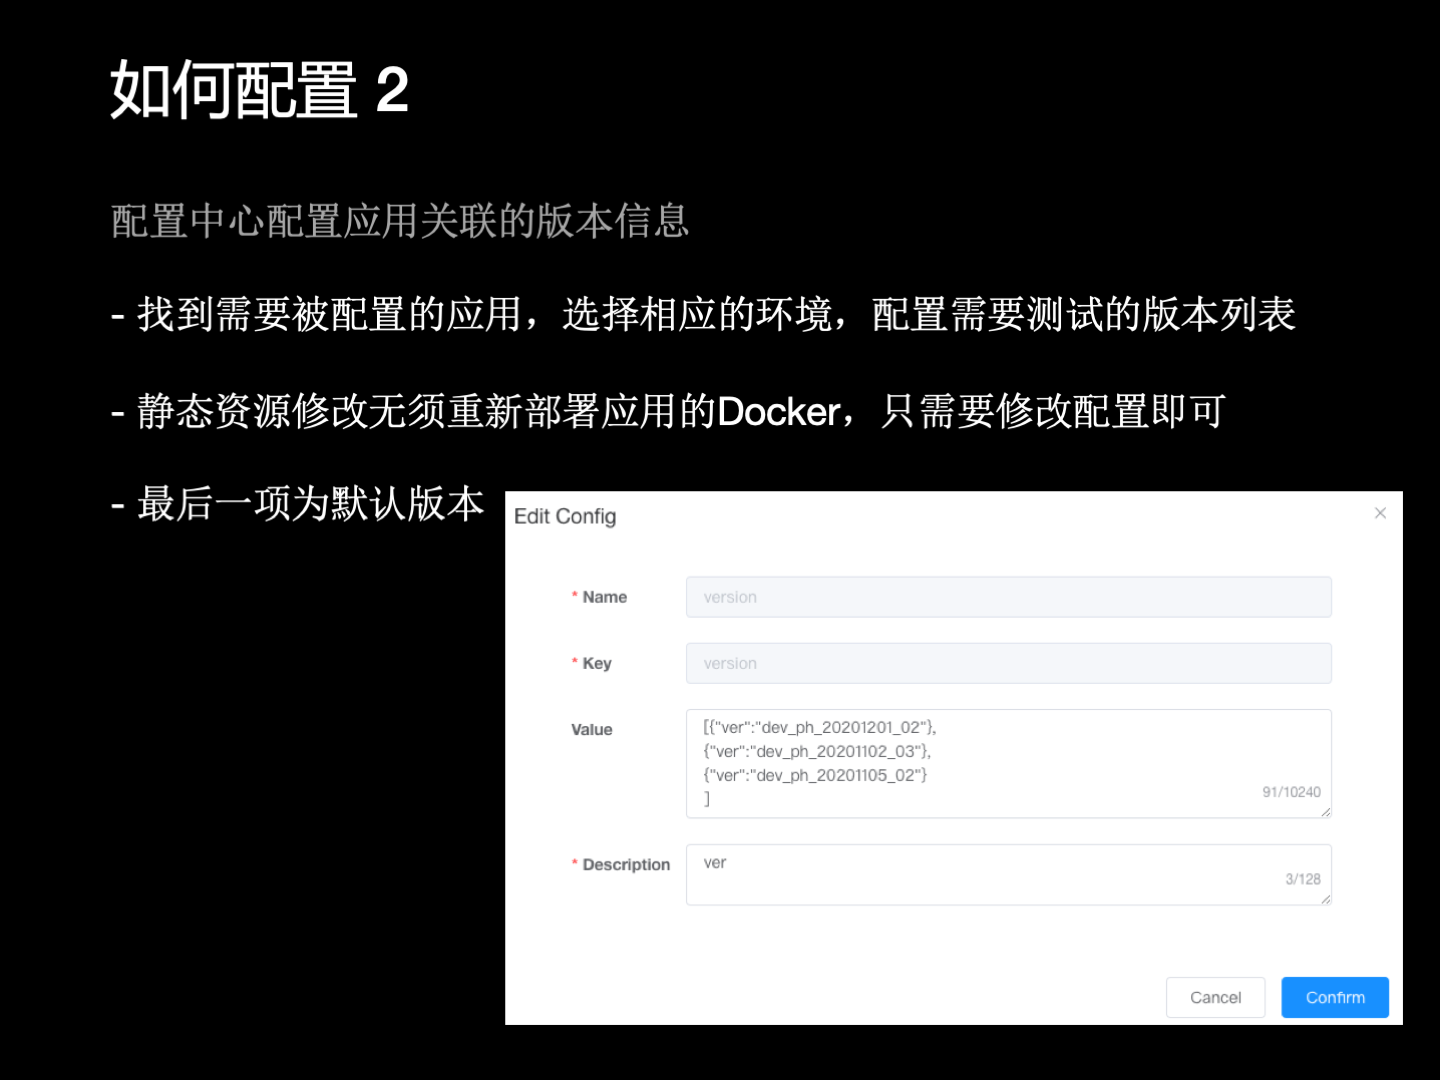 如何配置 2
配置中心配置应用关联的版本信息
- 找到需要被配置的应用，选择相应的环境，配置需要测试的版本列表
- 静态资源修改无须重新部署应用的Docker，只需要修改配置即可
- 最后一项为默认版本
Edit Config
* Name
version
* Key
version
Value
[{"ver":"dev_ph_20201201_02"},
{"ver":"dev_ph_20201102_03"},
{"ver":"dev_ph_20201105_02"}
]
91/10240
* Description
ver
3/128
Cancel
Confirm